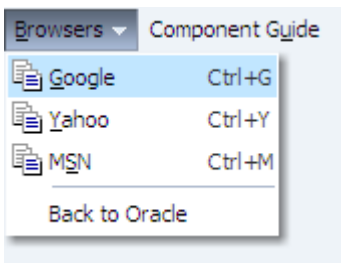 Browsers Component Guide
Google Ctrl+G
Yahoo Ctrl+Y
MSN Ctrl+M
Back to Oracle